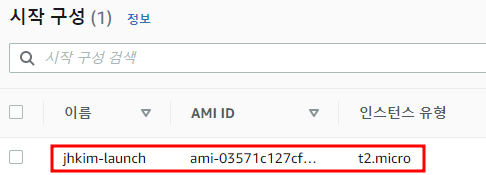 시작 구성 (1) 정보
시작 구성 검색
이름 AMI ID 인스턴스 유형
jhkim-launch ami-03571c127cf... t2.micro